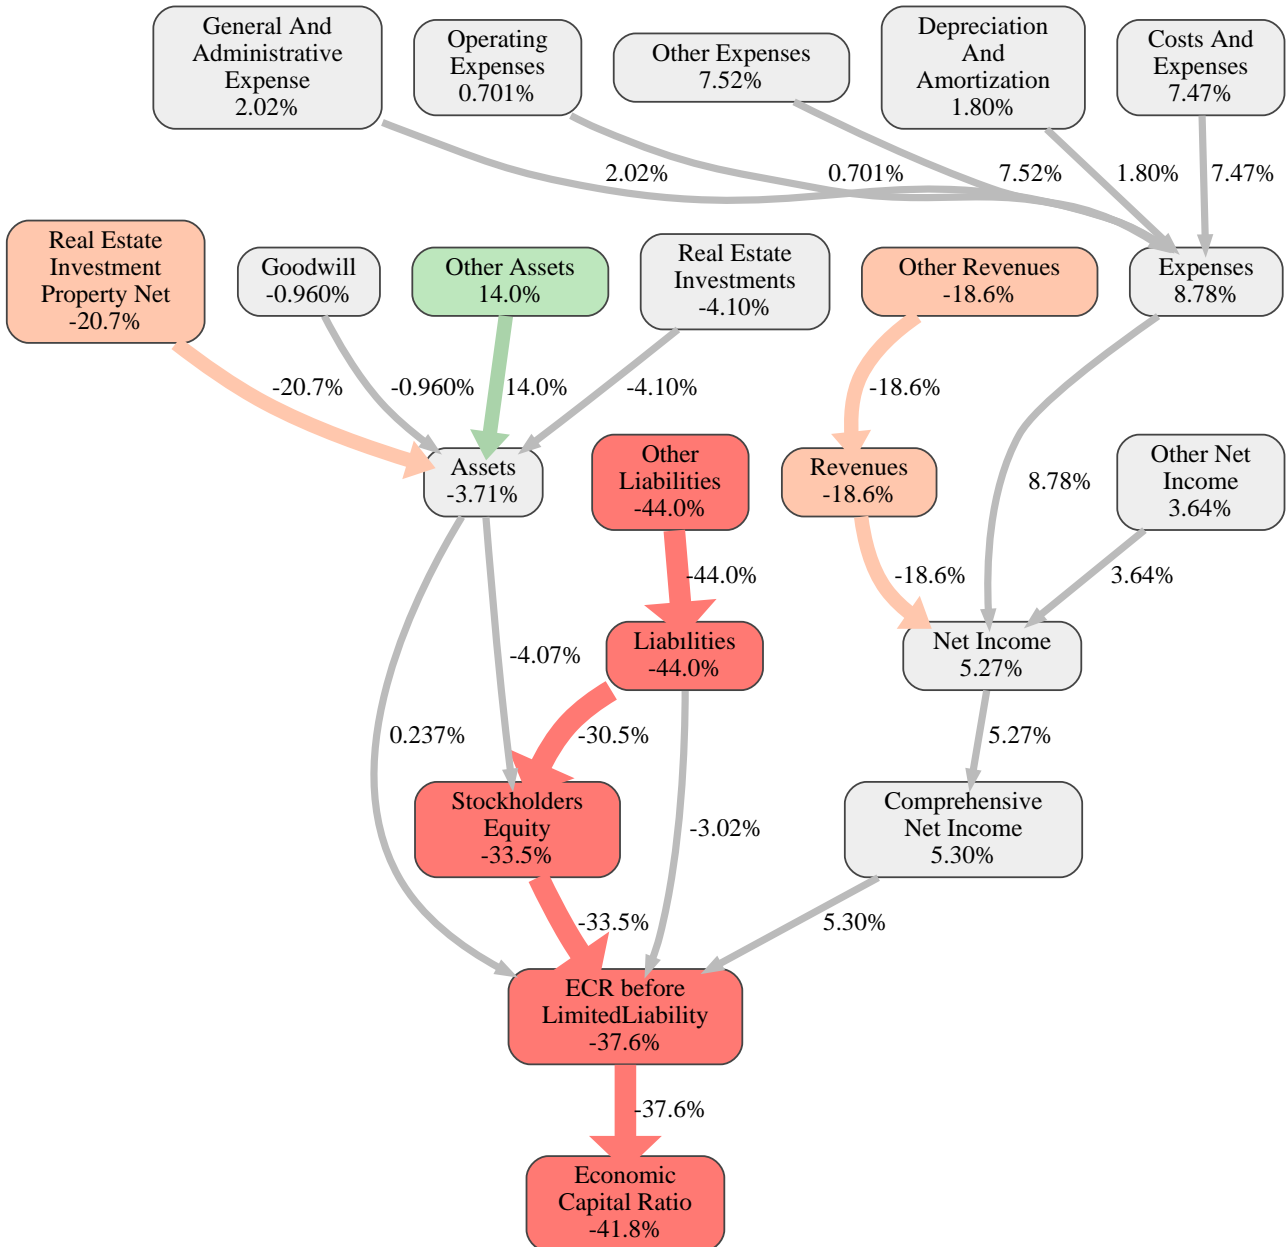 General And
Administrative
Expense
2.02%
Operating
Expenses
0.701%
Other Expenses
7.52%
Depreciation
And
Amortization
1.80%
Costs And
Expenses
7.47%
2.02%
0.701%
7.52%
1.80%
7.47%
Real Estate
Investment
Property Net
-20.7%
Goodwill
-0.960%
Other Assets
14.0%
Real Estate
Investments
-4.10%
Other Revenues
-18.6%
Expenses
8.78%
-20.7%
-0.960%
14.0%
-4.10%
-18.6%
Assets
-3.71%
Other
Liabilities
-44.0%
Revenues
-18.6%
8.78%
Other Net
Income
3.64%
-44.0%
-18.6%
3.64%
-4.07%
Liabilities
-44.0%
Net Income
5.27%
0.237%
-30.5%
5.27%
Stockholders
Equity
-33.5%
-3.02%
Comprehensive
Net Income
5.30%
-33.5%
5.30%
ECR before
LimitedLiability
-37.6%
-37.6%
Economic
Capital Ratio
-41.8%